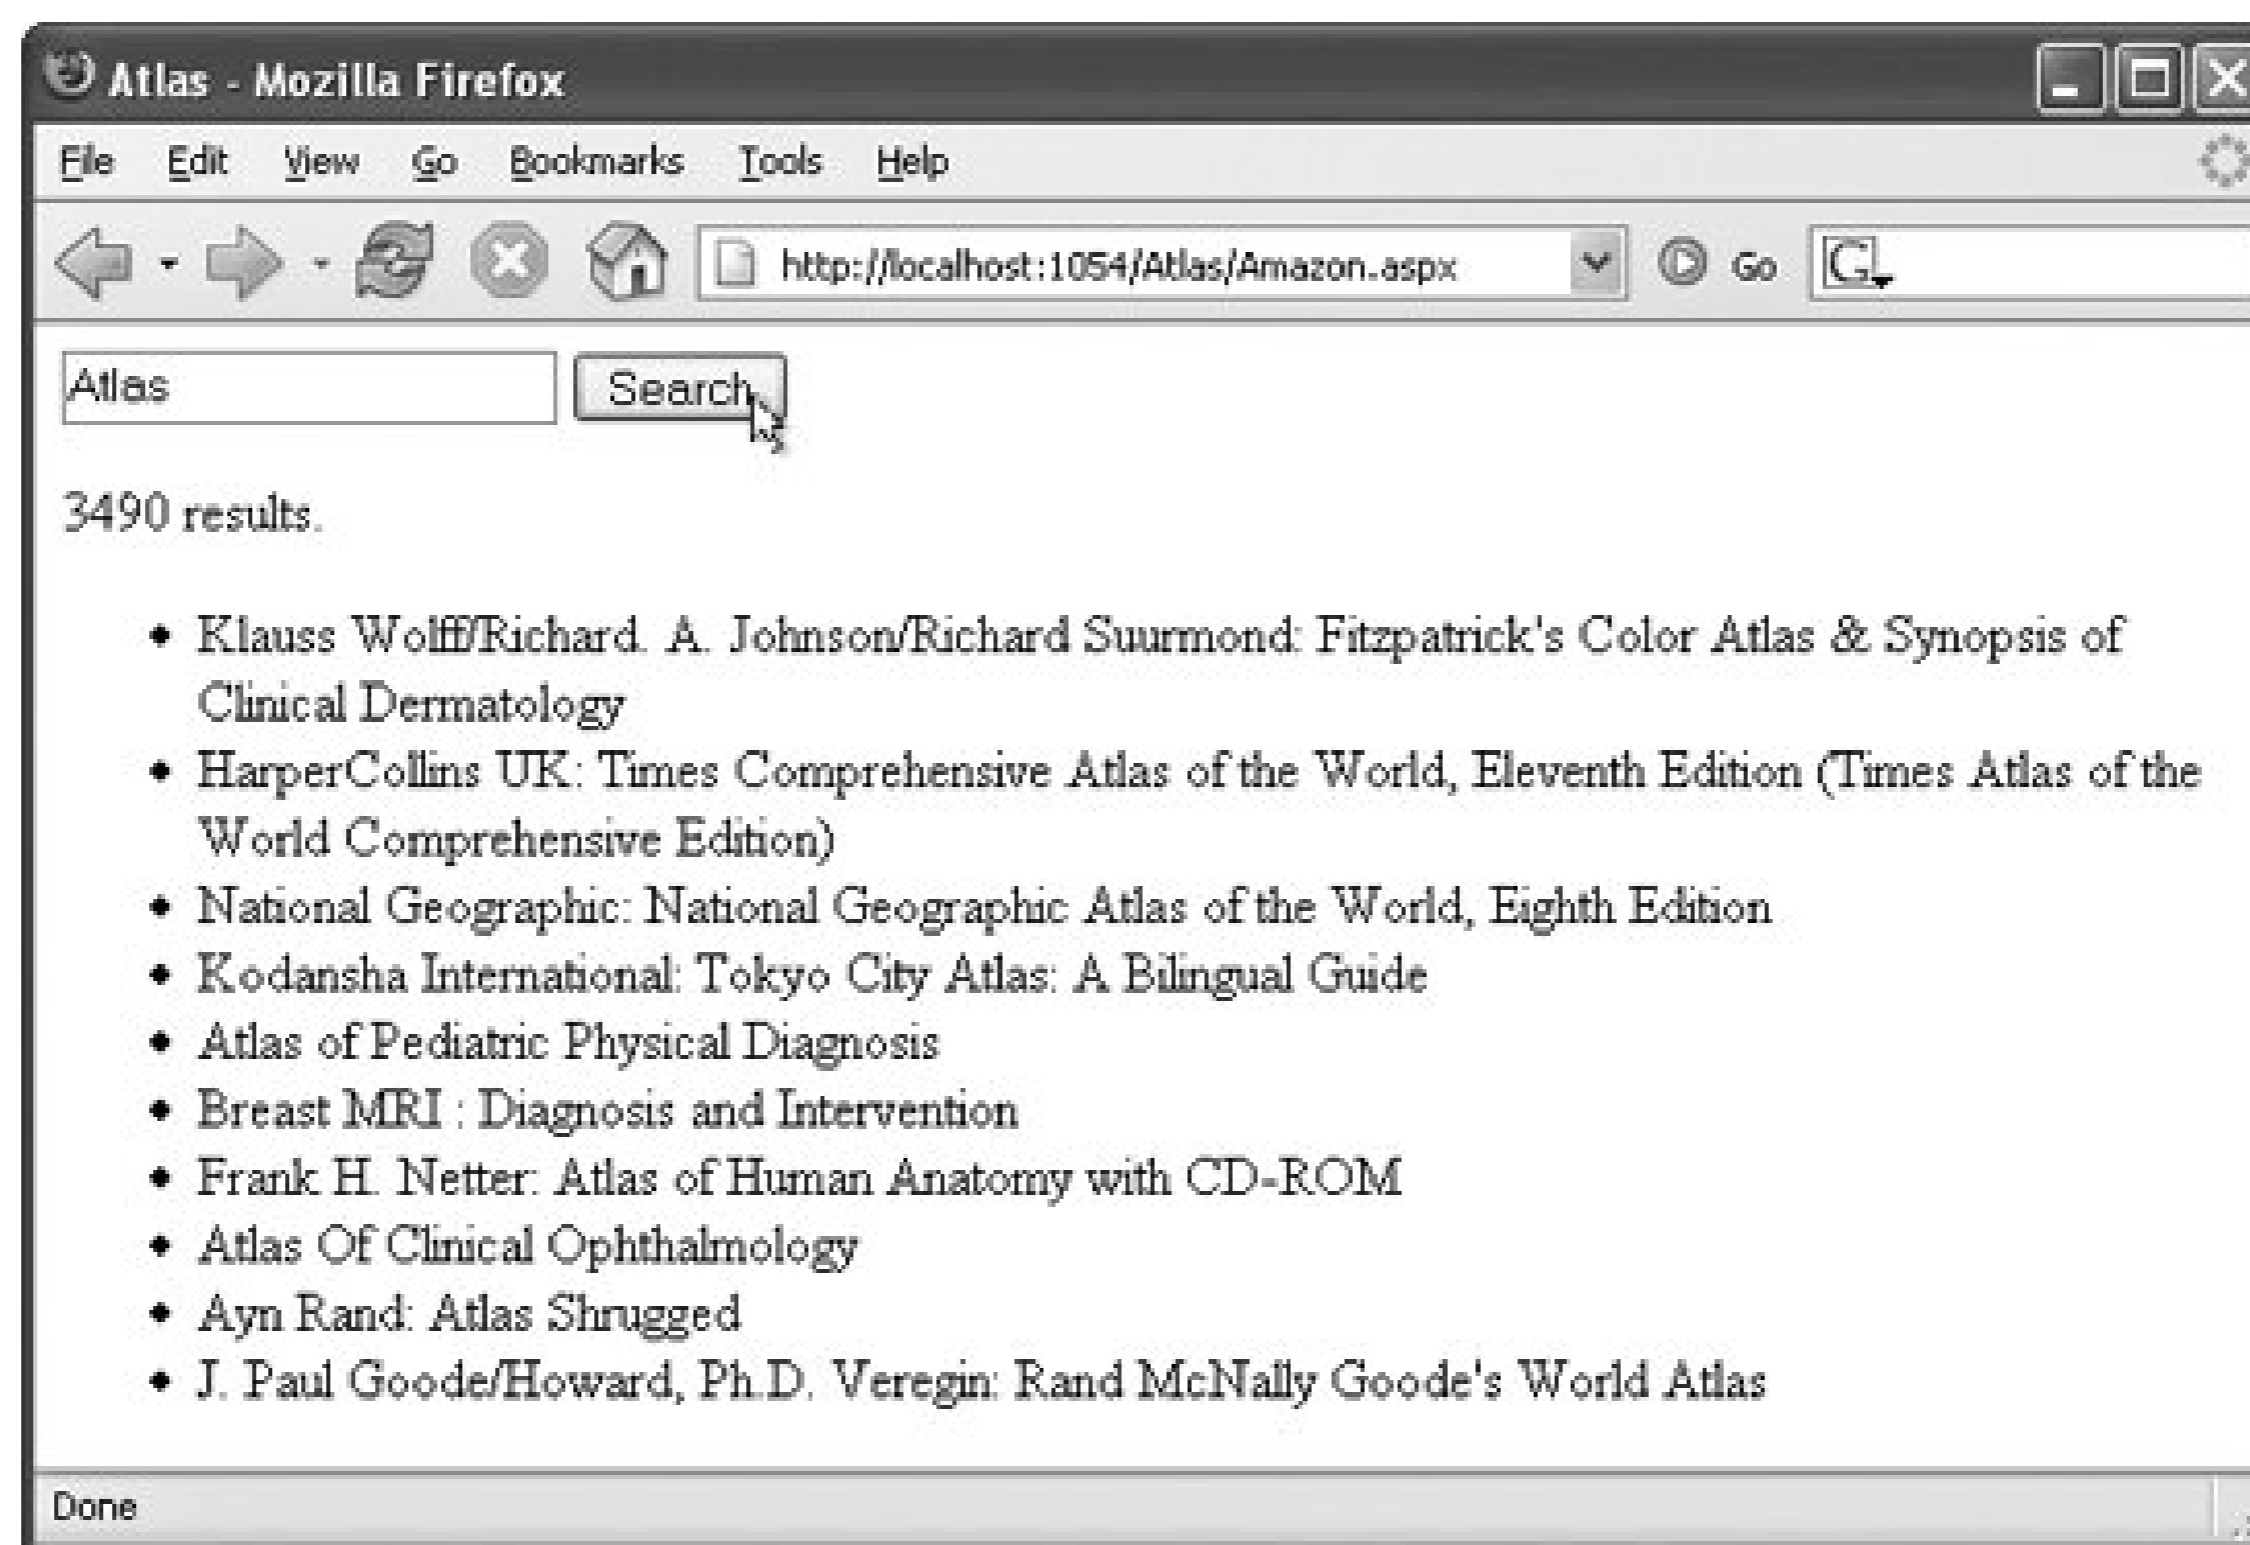 Atlas - Mozilla Firefox
File Edit View Go Bookmarks Tools Help
http://localhost:1054/Atlas/Amazon.aspx Go G
Atlas Search
3490 results.
Klauss Wolff/Richard. A. Johnson/Richard Suurmond: Fitzpatrick's Color Atlas & Synopsis of
Clinical Dermatology
HarperCollins UK: Times Comprehensive Atlas of the World, Eleventh Edition (Times Atlas of the
World Comprehensive Edition)
National Geographic: National Geographic Atlas of the World, Eighth Edition
Kodansha International: Tokyo City Atlas: A Bilingual Guide
Atlas of Pediatric Physical Diagnosis
Breast MRI : Diagnosis and Intervention
Frank H. Netter: Atlas of Human Anatomy with CD-ROM
Atlas Of Clinical Ophthalmology
Ayn Rand: Atlas Shrugged
J. Paul Goode/Howard, Ph.D. Veregin: Rand McNally Goode's World Atlas
Done